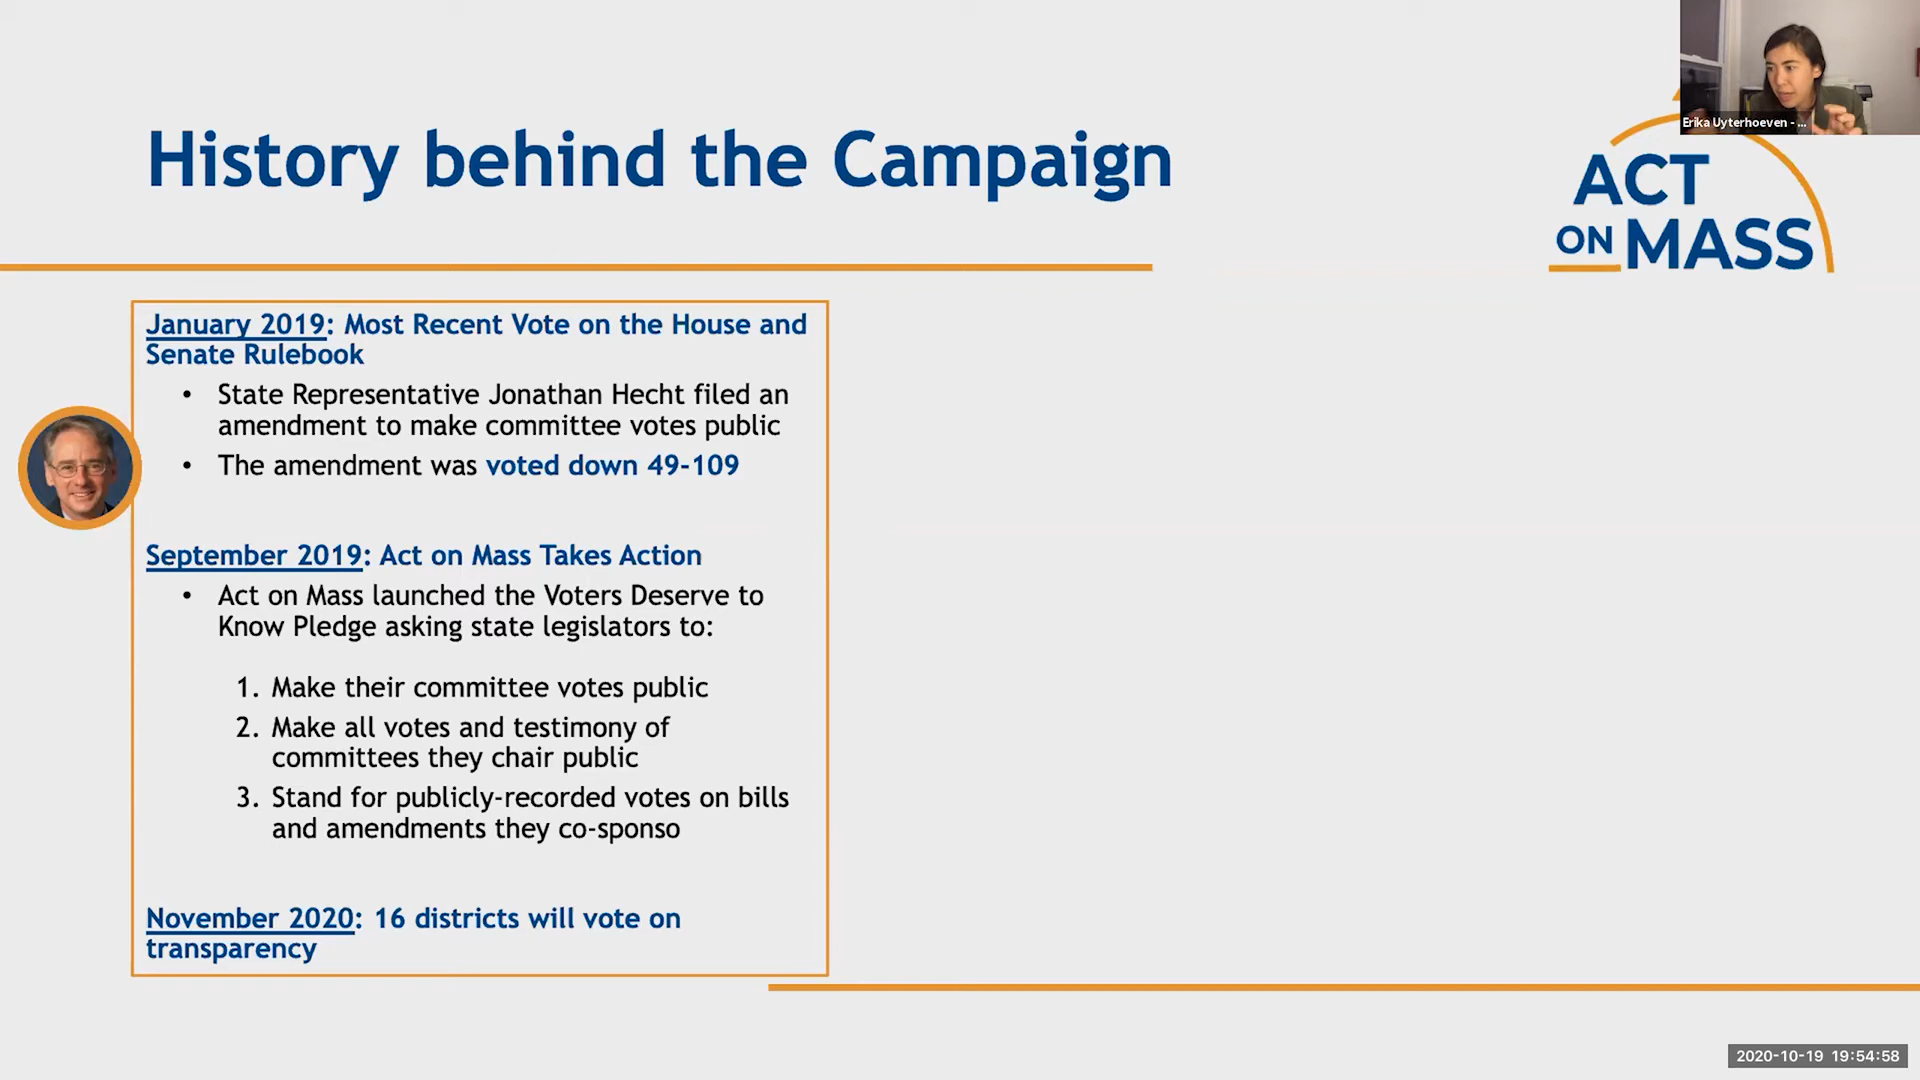 Erika Uyterhoeven - ...
History behind the Campaign
ACT
ON MASS
January 2019: Most Recent Vote on the House and
Senate Rulebook
• State Representative Jonathan Hecht filed an
amendment to make committee votes public
• The amendment was voted down 49-109
September 2019: Act on Mass Takes Action
• Act on Mass launched the Voters Deserve to
Know Pledge asking state legislators to:
1. Make their committee votes public
2. Make all votes and testimony of
committees they chair public
3. Stand for publicly-recorded votes on bills
and amendments they co-sponso
November 2020: 16 districts will vote on
transparency
2020-10-19 19:54:58